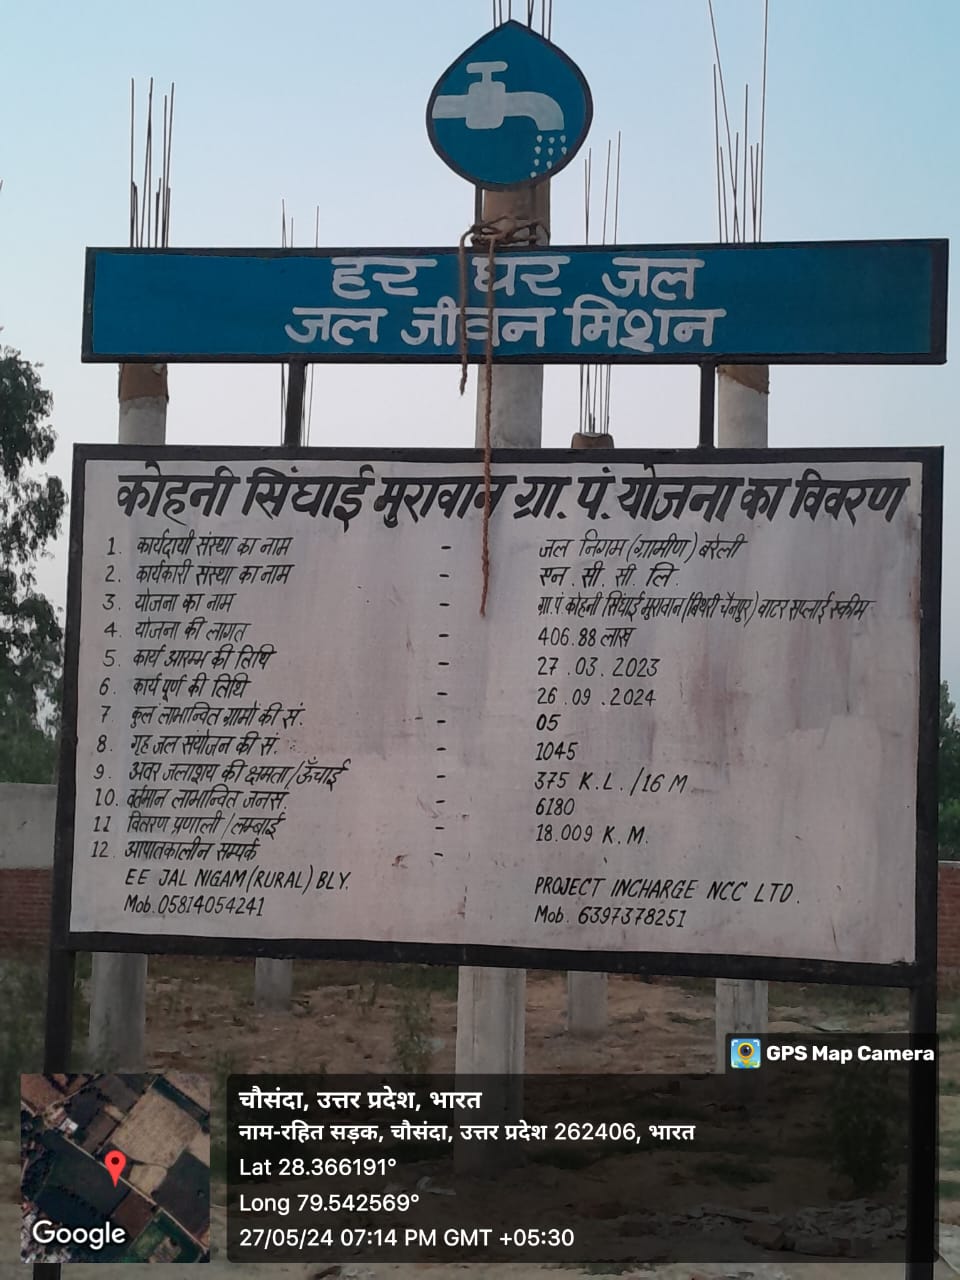 हर घर जल
जल जीवन मिशन
कोहनी सिंघाई मुरावान ग्रा. पं. योजना का विवरण
1. कार्यदायी संस्था का नाम - जल निगम (ग्रामीण) बरेली
2. कार्यकारी संस्था का नाम - एन. सी. सी. लि.
3. योजना का नाम - ग्रा.पं. कोहनी सिंघाई मुरावान (बिथरी चैनपुर) वाटर सप्लाई स्कीम
4. योजना की लागत - 406.88 लाख
5. कार्य आरम्भ की तिथि - 27.03.2023
6. कार्य पूर्ण की तिथि - 26.09.2024
7. कुल लाभान्वित ग्रामों की सं. - 05
8. गृह जल संयोजन की सं. - 1045
9. अवर जलाशय की क्षमता/ऊँचाई - 375 K.L./16 M
10. वर्तमान लाभान्वित जनस. - 6180
11 वितरण प्रणाली/लम्बाई - 18.009 K.M.
12. आपातकालीन सम्पर्क -
EE JAL NIGAM (RURAL) BLY. PROJECT INCHARGE NCC LTD.
Mob. 05814054241 Mob. 6397378251
GPS Map Camera
चौसंदा, उत्तर प्रदेश, भारत
नाम-रहित सड़क, चौसंदा, उत्तर प्रदेश 262406, भारत
Lat 28.366191°
Long 79.542569°
27/05/24 07:14 PM GMT +05:30
Google